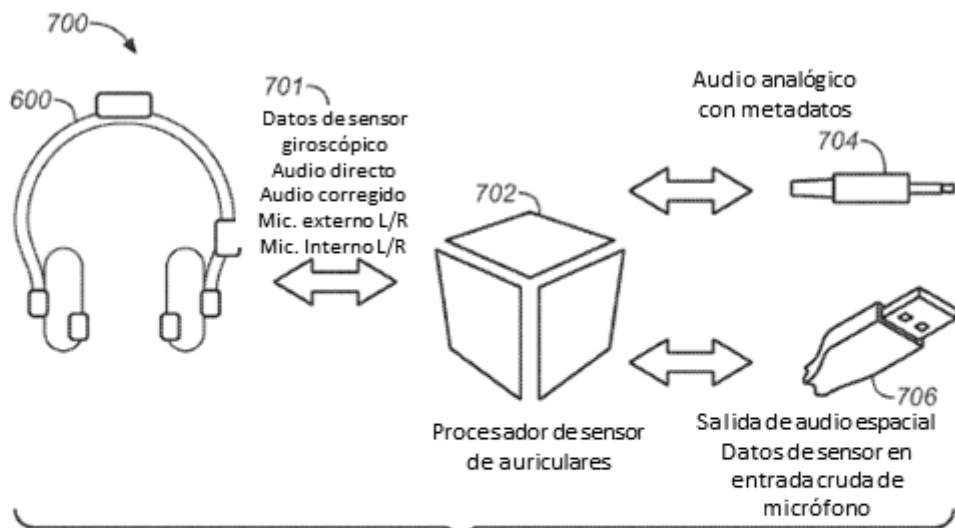 700
600
701
Datos de sensor
giroscópico
Audio directo
Audio corregido
Mic. externo L/R
Mic. Interno L/R
702
Procesador de sensor
de auriculares
Audio analógico
con metadatos
704
706
Salida de audio espacial
Datos de sensor en
entrada cruda de
micrófono